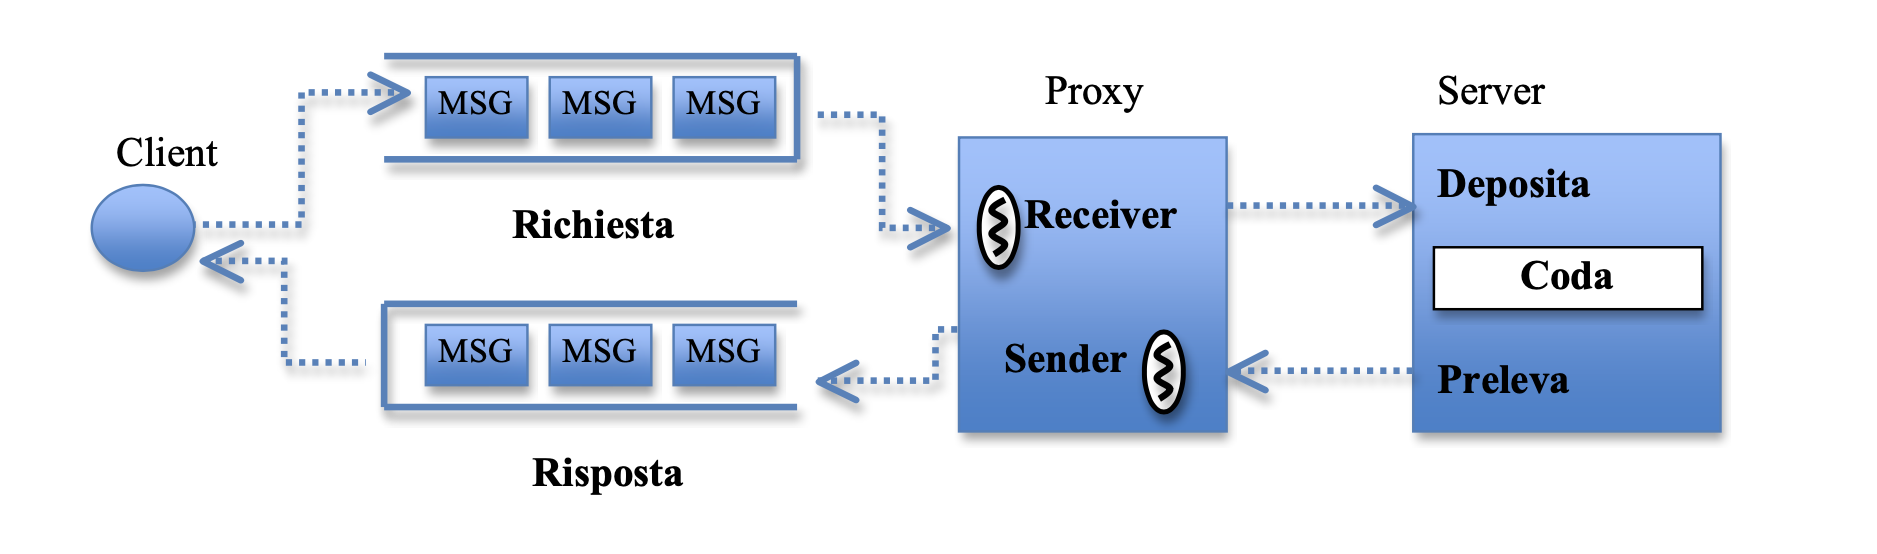 Client
MSG MSG MSG
Richiesta
MSG MSG MSG
Risposta
Proxy
Receiver
Sender
Server
Deposita
Coda
Preleva